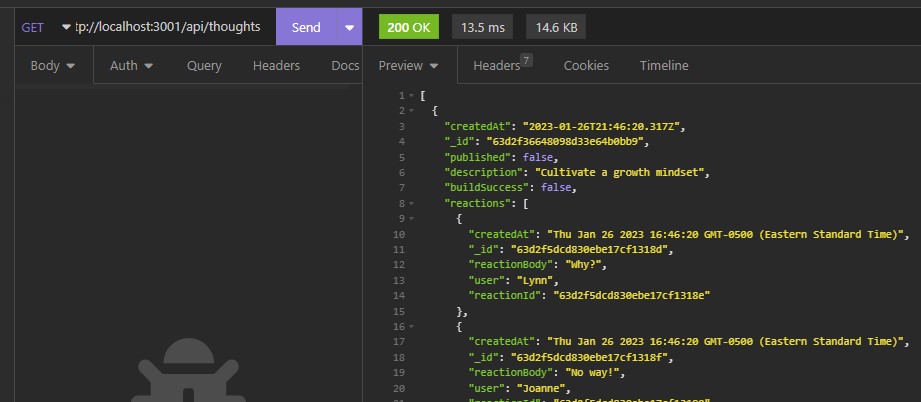 GET :p://localhost:3001/api/thoughts Send 200 OK 13.5 ms 14.6 KB
Body Auth Query Headers Docs Preview Headers 7 Cookies Timeline
1 [
2 {
3 "createdAt": "2023-01-26T21:46:20.317Z",
4 "_id": "63d2f36648098d33e64b0bb9",
5 "published": false,
6 "description": "Cultivate a growth mindset",
7 "buildSuccess": false,
8 "reactions": [
9 {
10 "createdAt": "Thu Jan 26 2023 16:46:20 GMT-0500 (Eastern Standard Time)",
11 "_id": "63d2f5dcd830ebe17cf1318d",
12 "reactionBody": "Why?",
13 "user": "Lynn",
14 "reactionId": "63d2f5dcd830ebe17cf1318e"
15 },
16 {
17 "createdAt": "Thu Jan 26 2023 16:46:20 GMT-0500 (Eastern Standard Time)",
18 "_id": "63d2f5dcd830ebe17cf1318f",
19 "reactionBody": "No way!",
20 "user": "Joanne",